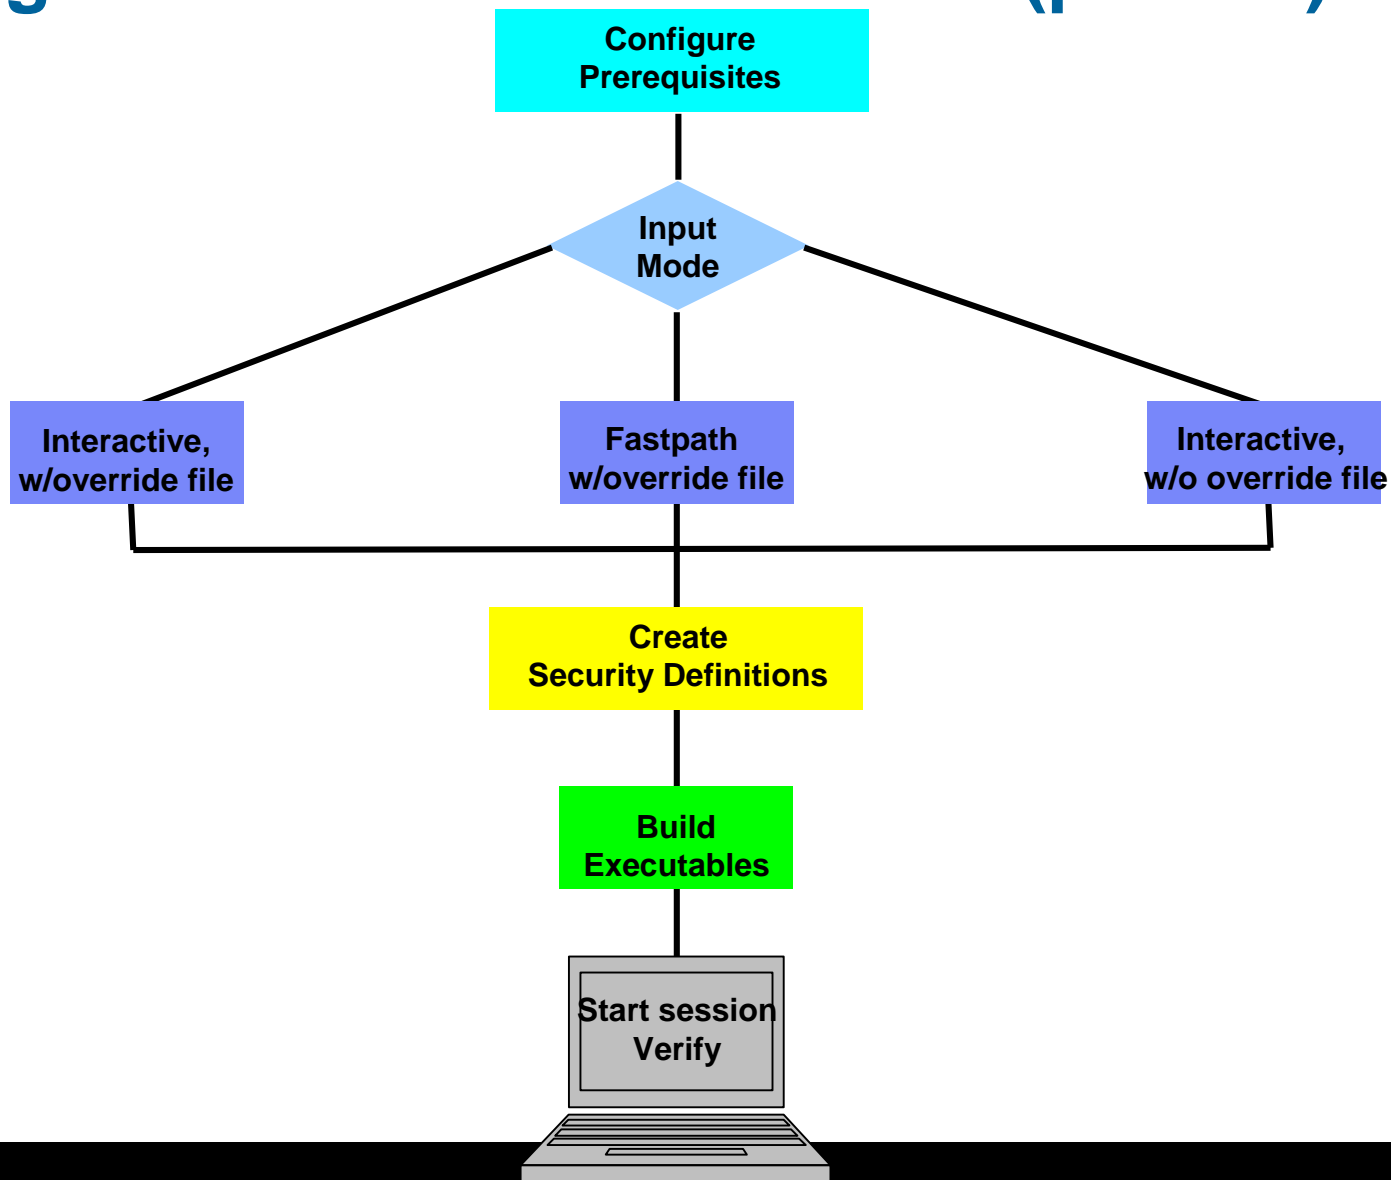 Configure
Prerequisites
Input
Mode
Interactive,
w/override file
Fastpath
w/override file
Interactive,
w/o override file
Create
Security Definitions
Build
Executables
Start session
Verify